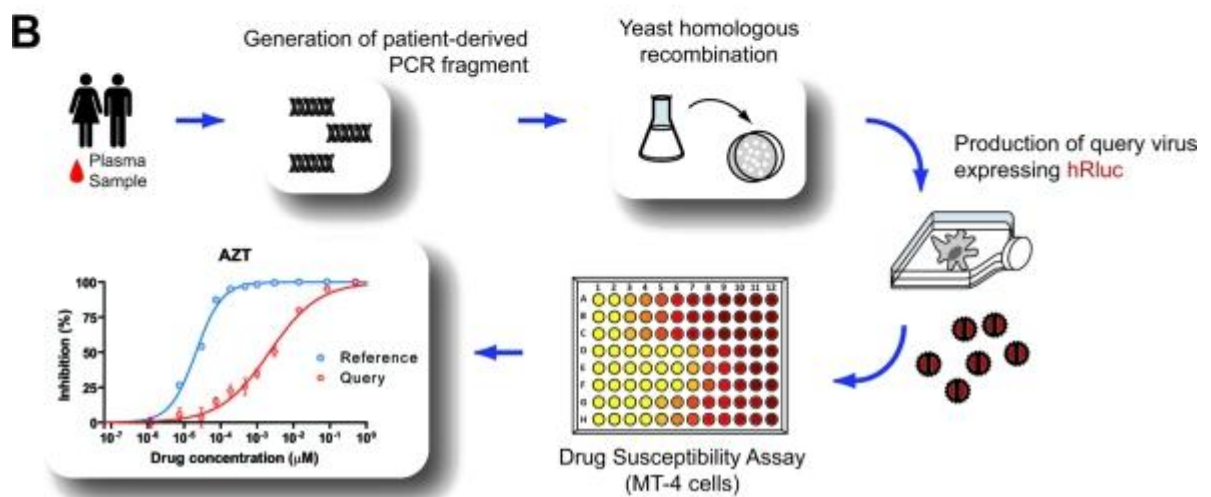 B
Generation of patient-derived
PCR fragment
Yeast homologous
recombination
Plasma
Sample
Production of query virus
expressing hRluc
AZT
Inhibition (%)
100
75
50
25
0
Reference
Query
10⁻⁷ 10⁻⁶ 10⁻⁵ 10⁻⁴ 10⁻³ 10⁻² 10⁻¹ 10⁰
Drug concentration (μM)
1 2 3 4 5 6 7 8 9 10 11 12
A
B
C
D
E
F
G
H
Drug Susceptibility Assay
(MT-4 cells)